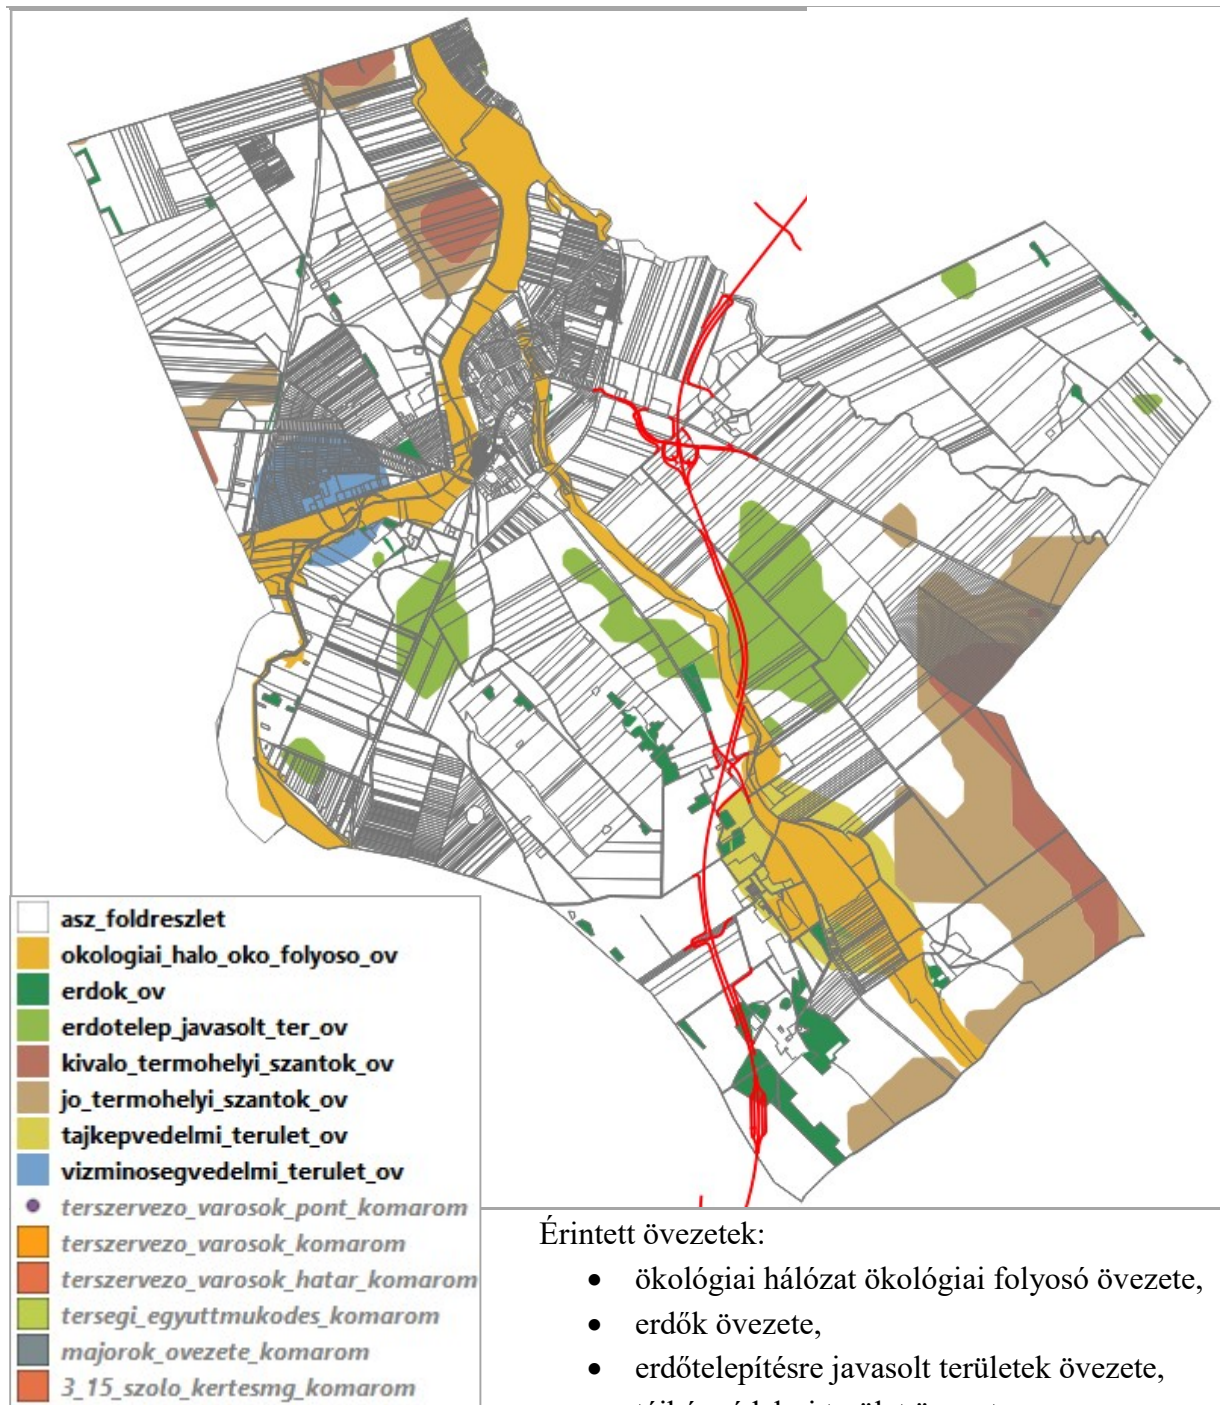 asz_foldreszlet
okologiai_halo_oko_folyoso_ov
erdok_ov
erdotelep_javasolt_ter_ov
kivalo_termohelyi_szantok_ov
jo_termohelyi_szantok_ov
tajkepvedelmi_terulet_ov
vizminosegvedelmi_terulet_ov
terszervezo_varosok_pont_komarom
terszervezo_varosok_komarom
terszervezo_varosok_hatar_komarom
tersegi_egyuttmukodes_komarom
majorok_ovezete_komarom
3_15_szolo_kertesmg_komarom
Érintett övezetek:
• ökológiai hálózat ökológiai folyosó övezete,
• erdők övezete,
• erdőtelepítésre javasolt területek övezete,